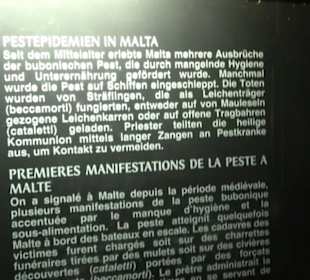 PESTEPIDEMIEN IN MALTA
Seit dem Mittelalter erlebte Malta mehrere Ausbrüche
der bubonischen Pest, die durch mangelnde Hygiene
und Unterernährung gefördert wurde. Manchmal
wurde die Pest auf Schiffen eingeschleppt. Die Toten
wurden von Sträflingen, die als Leichenträger
(beccamorti) fungierten, entweder auf von Mauleseln
gezogene Leichenkarren oder auf offene Tragbahren
(cataletti) geladen. Priester teilten die heilige
Kommunion mittels langer Zangen an Pestkranke
aus, um Kontakt zu vermeiden.
PREMIERES MANIFESTATIONS DE LA PESTE A
MALTE
On a signalé à Malte depuis la période médiévale,
plusieurs manifestations de la peste bubonique
accentuée par le manque d'hygiène et la
sous-alimentation. La peste atteignit quelquefois
Malte à bord des bateaux en escale. Les cadavres des
victimes furent chargés soit sur des charrettes
funéraires tirées par des mulets soit sur des civières
découvertes (cataletti) portées par des forçats
(beccamorti). Le prêtre administrait la
en se servant de